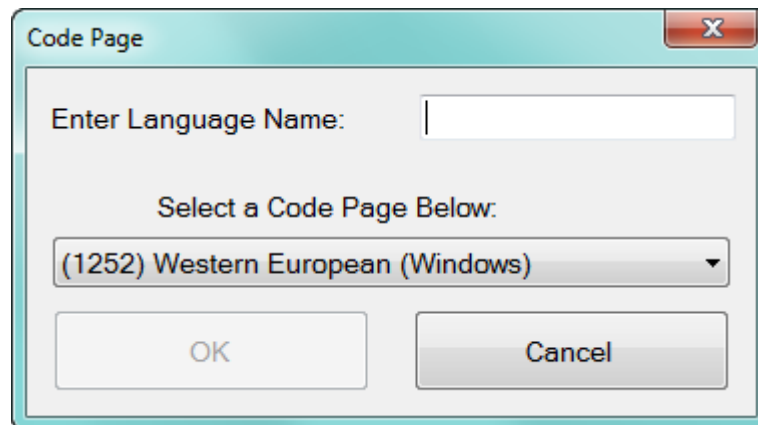 Code Page
Enter Language Name:
Select a Code Page Below:
(1252) Western European (Windows)
OK
Cancel